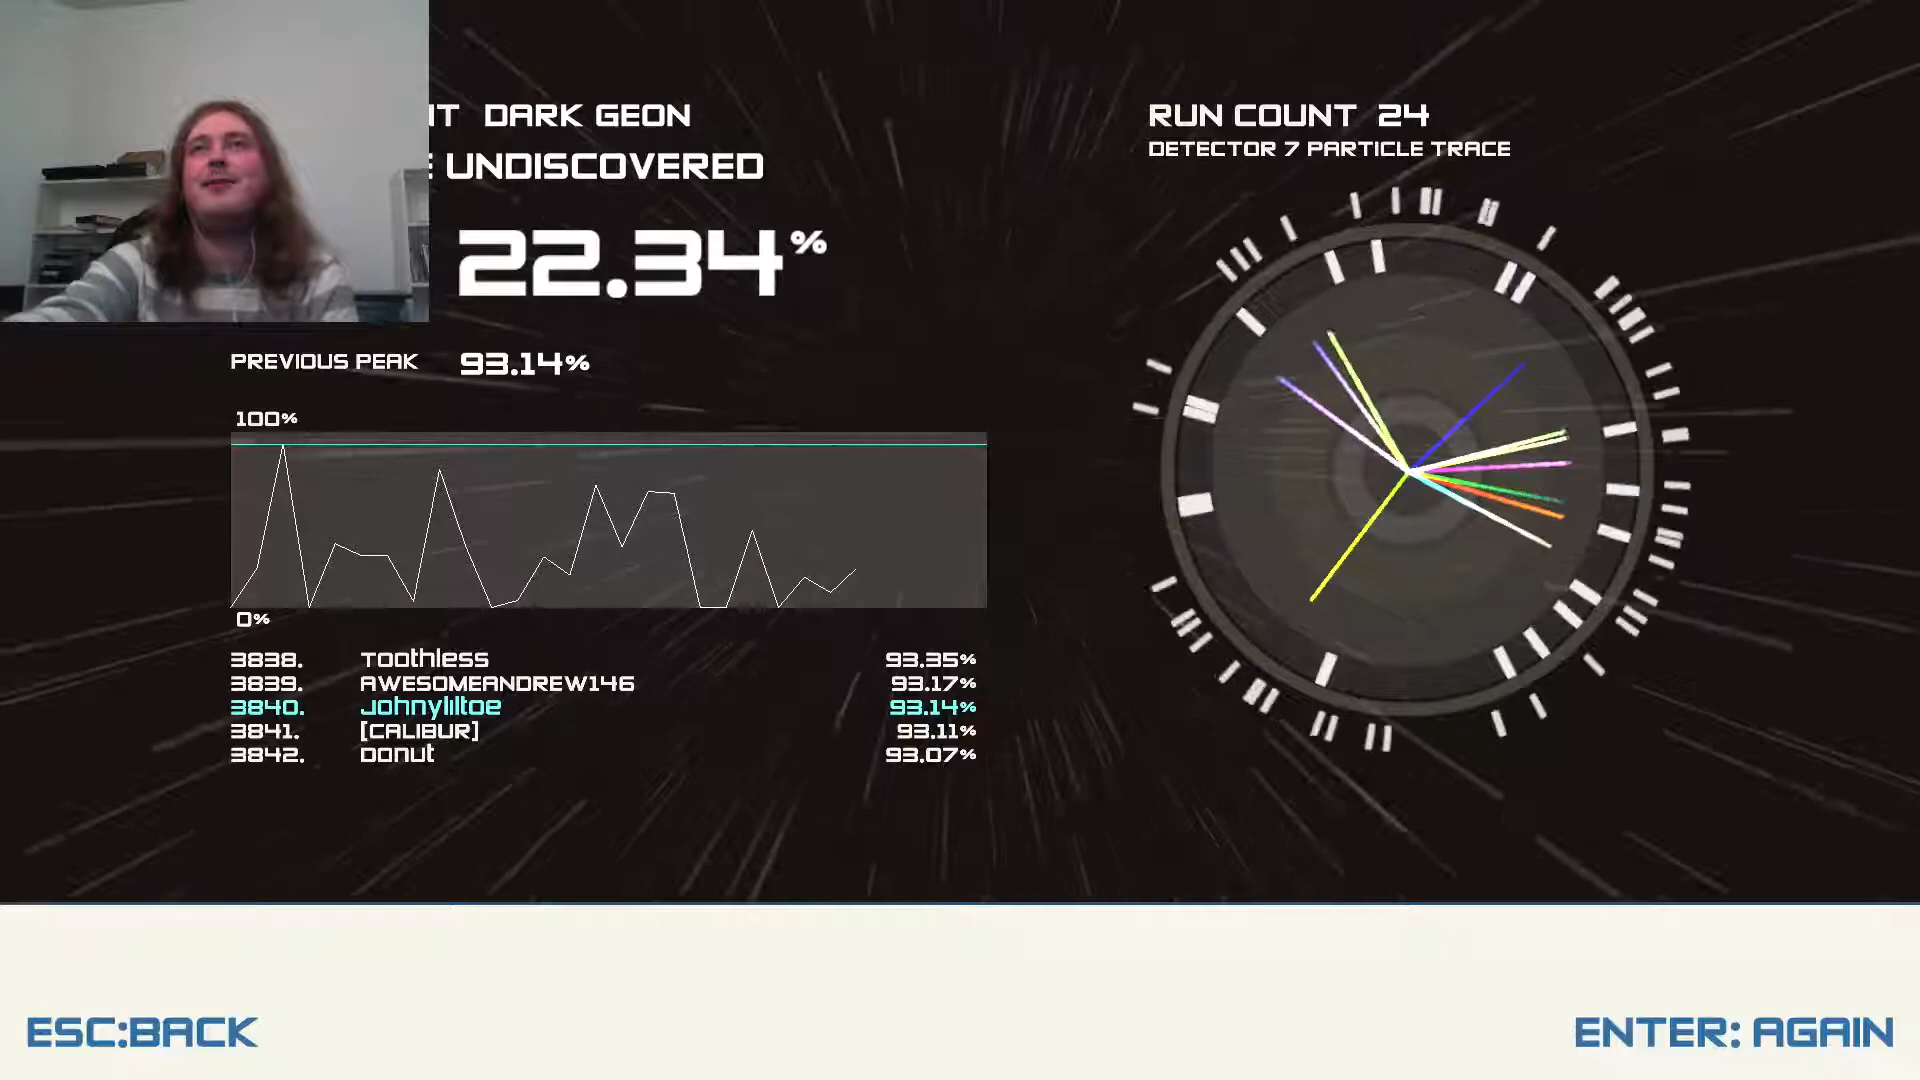 DARK GEON
UNDISCOVERED
22.34%
PREVIOUS PEAK 93.14%
100%
0%
3838. Toothless 93.35%
3839. AWESOMEANDREW146 93.17%
3840. Johnyliltoe 93.14%
3841. [CALIBUR] 93.11%
3842. Donut 93.07%
RUN COUNT 24
DETECTOR 7 PARTICLE TRACE
ESC:BACK
ENTER: AGAIN